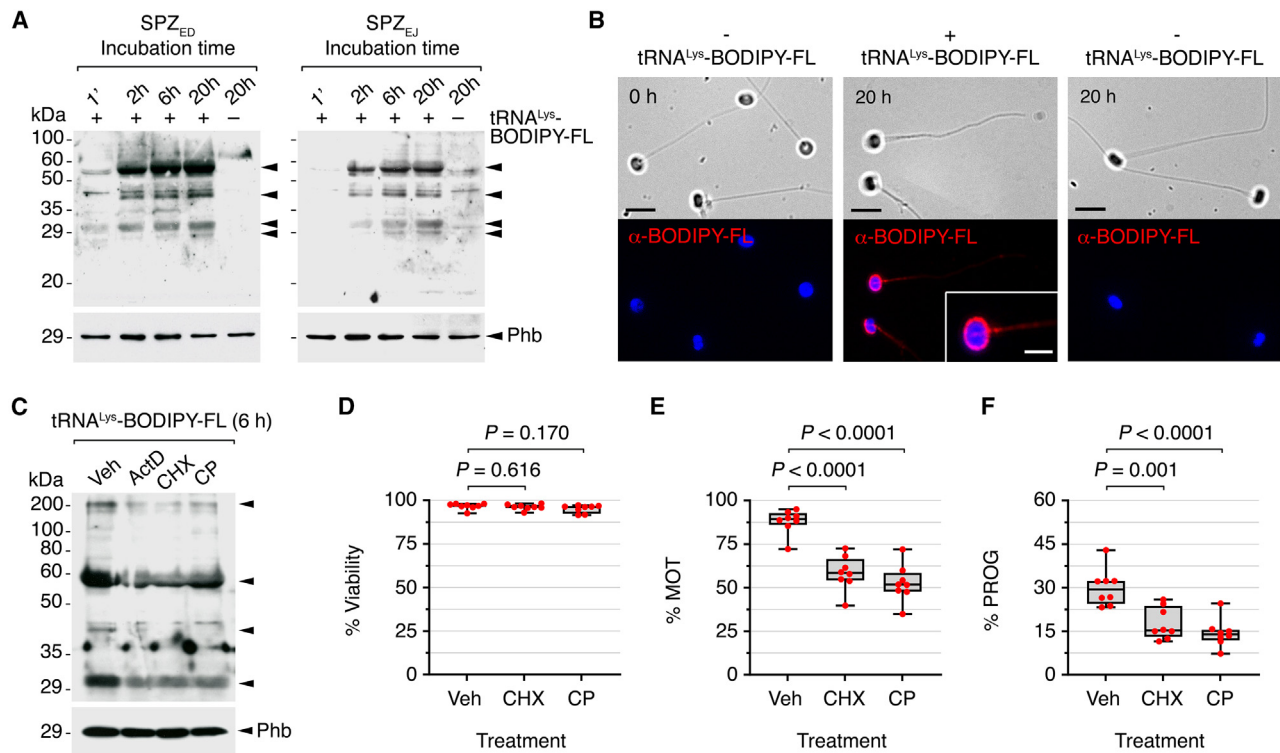 A
SPZED
Incubation time
SPZEJ
Incubation time
1' 2h 6h 20h 20h
1' 2h 6h 20h 20h
kDa + + + + −
+ + + + − tRNALys-
BODIPY-FL
100
60
50
35
29
20
29
Phb
B
- + -
tRNALys-BODIPY-FL tRNALys-BODIPY-FL tRNALys-BODIPY-FL
0 h 20 h 20 h
α-BODIPY-FL α-BODIPY-FL α-BODIPY-FL
C
tRNALys-BODIPY-FL (6 h)
kDa Veh ActD CHX CP
200
100
80
60
50
35
29
29
Phb
D
P = 0.170
P = 0.616
100
75
50
25
0
% Viability
Veh CHX CP
Treatment
E
P < 0.0001
P < 0.0001
100
75
50
25
0
% MOT
Veh CHX CP
Treatment
F
P < 0.0001
P = 0.001
60
45
30
15
0
% PROG
Veh CHX CP
Treatment